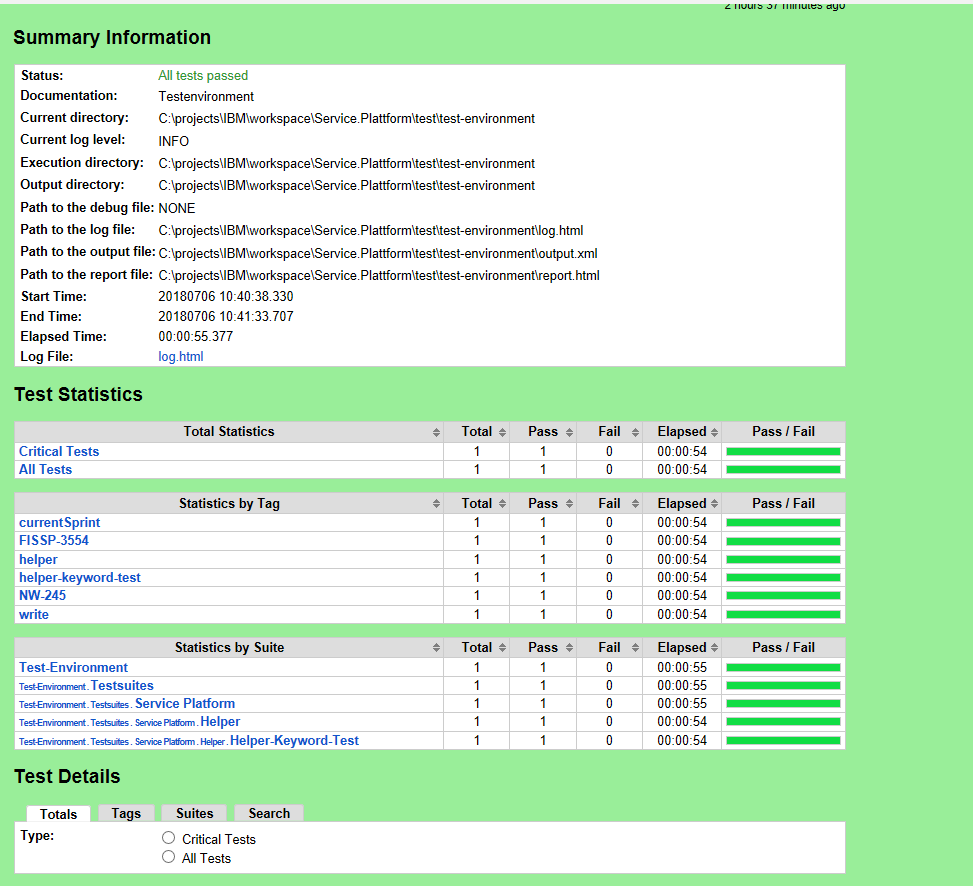 2 hours 37 minutes ago
Summary Information
Status: All tests passed
Documentation: Testenvironment
Current directory: C:\projects\IBM\workspace\Service.Plattform\test\test-environment
Current log level: INFO
Execution directory: C:\projects\IBM\workspace\Service.Plattform\test\test-environment
Output directory: C:\projects\IBM\workspace\Service.Plattform\test\test-environment
Path to the debug file: NONE
Path to the log file: C:\projects\IBM\workspace\Service.Plattform\test\test-environment\log.html
Path to the output file: C:\projects\IBM\workspace\Service.Plattform\test\test-environment\output.xml
Path to the report file: C:\projects\IBM\workspace\Service.Plattform\test\test-environment\report.html
Start Time: 20180706 10:40:38.330
End Time: 20180706 10:41:33.707
Elapsed Time: 00:00:55.377
Log File: log.html
Test Statistics
Total Statistics Total Pass Fail Elapsed Pass / Fail
Critical Tests 1 1 0 00:00:54
All Tests 1 1 0 00:00:54
Statistics by Tag Total Pass Fail Elapsed Pass / Fail
currentSprint 1 1 0 00:00:54
FISSP-3554 1 1 0 00:00:54
helper 1 1 0 00:00:54
helper-keyword-test 1 1 0 00:00:54
NW-245 1 1 0 00:00:54
write 1 1 0 00:00:54
Statistics by Suite Total Pass Fail Elapsed Pass / Fail
Test-Environment 1 1 0 00:00:55
Test-Environment . Testsuites 1 1 0 00:00:55
Test-Environment . Testsuites . Service Platform 1 1 0 00:00:55
Test-Environment . Testsuites . Service Platform . Helper 1 1 0 00:00:54
Test-Environment . Testsuites . Service Platform . Helper . Helper-Keyword-Test 1 1 0 00:00:54
Test Details
Totals Tags Suites Search
Type: Critical Tests
All Tests